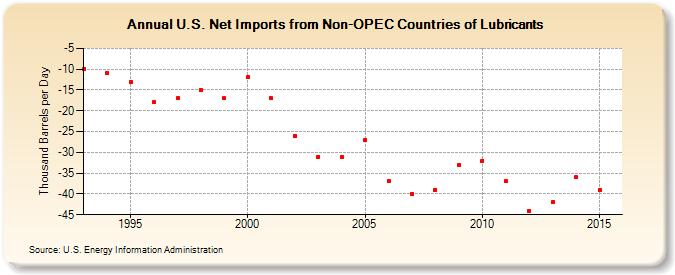 Annual U.S. Net Imports from Non-OPEC Countries of Lubricants
Thousand Barrels per Day
-5
-10
-15
-20
-25
-30
-35
-40
-45
1995 2000 2005 2010 2015
Source: U.S. Energy Information Administration